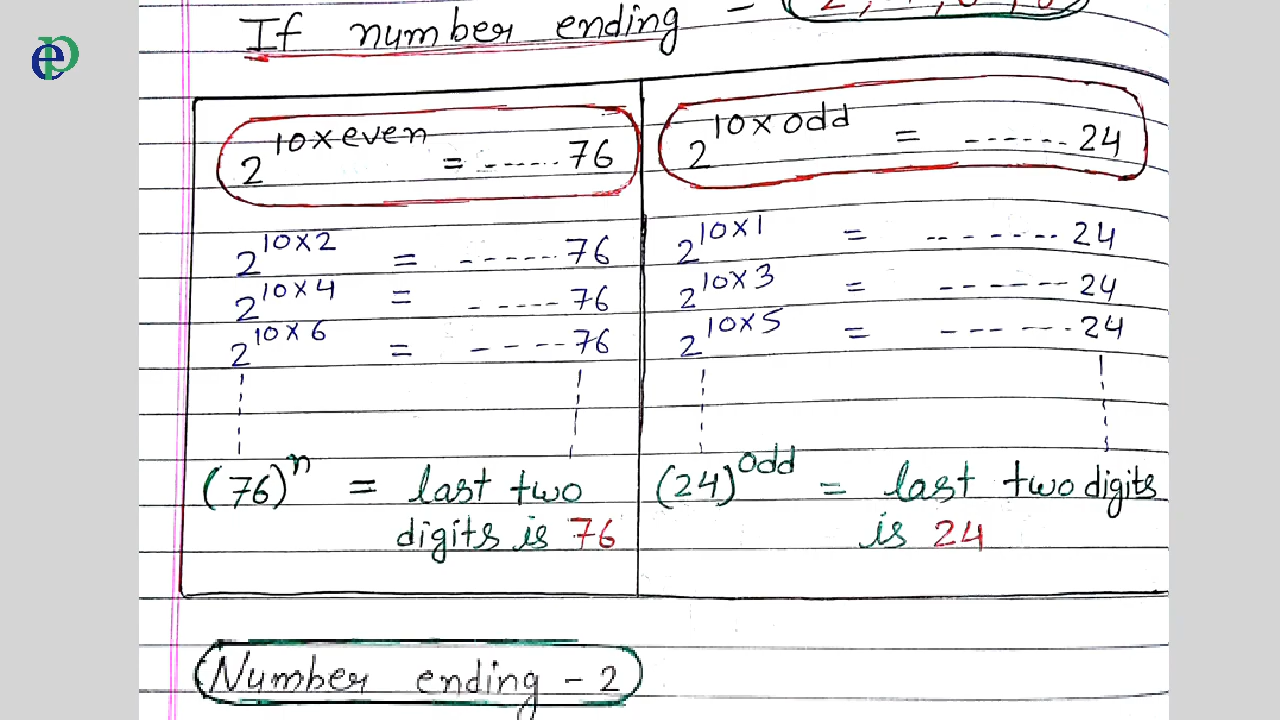 If number ending =
2^10×even = ------76
2^10×odd = ------24
2^10×2 = ------76
2^10×1 = -------24
2^10×4 = -----76
2^10×3 = ------24
2^10×6 = ----76
2^10×5 = ------24
(76)^n = last two
digits is 76
(24)^odd = last two digits
is 24
Number ending - 2
ep